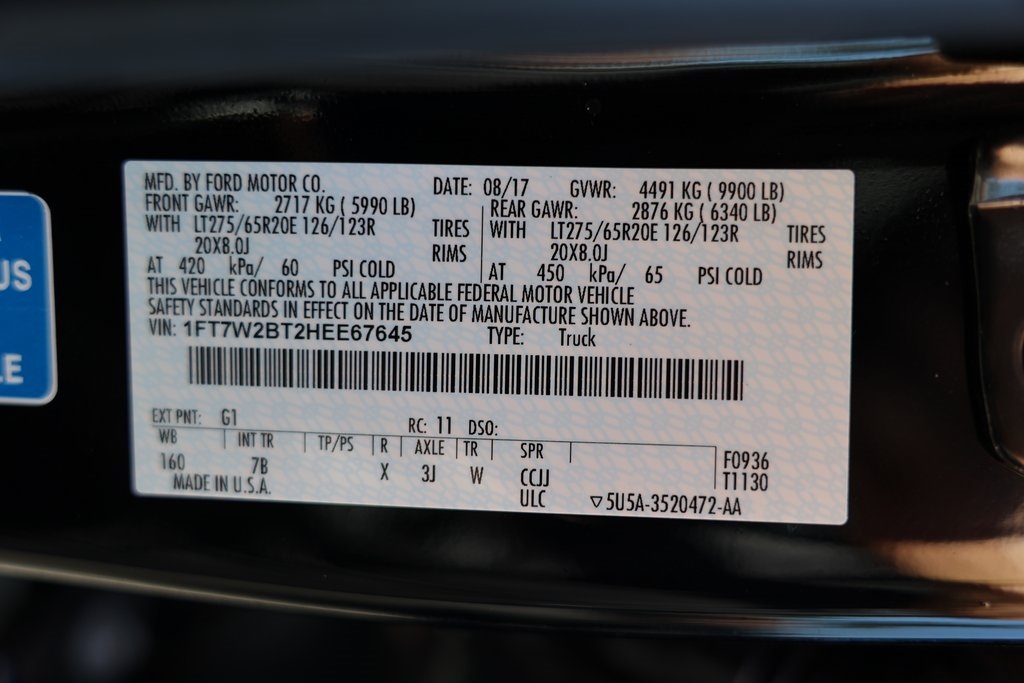 MFD. BY FORD MOTOR CO. DATE: 08/17 GVWR: 4491 KG ( 9900 LB)
FRONT GAWR: 2717 KG ( 5990 LB) REAR GAWR: 2876 KG ( 6340 LB)
WITH LT275/65R20E 126/123R TIRES WITH LT275/65R20E 126/123R TIRES
20X8.0J RIMS 20X8.0J RIMS
AT 420 kPa/ 60 PSI COLD AT 450 kPa/ 65 PSI COLD
THIS VEHICLE CONFORMS TO ALL APPLICABLE FEDERAL MOTOR VEHICLE
SAFETY STANDARDS IN EFFECT ON THE DATE OF MANUFACTURE SHOWN ABOVE.
VIN: 1FT7W2BT2HEE67645 TYPE: Truck
EXT PNT: G1 RC: 11 DSO:
WB INT TR TP/PS R AXLE TR SPR F0936
160 7B X 3J W CCJJ T1130
MADE IN U.S.A. ULC ▽5U5A-3520472-AA
US
LE